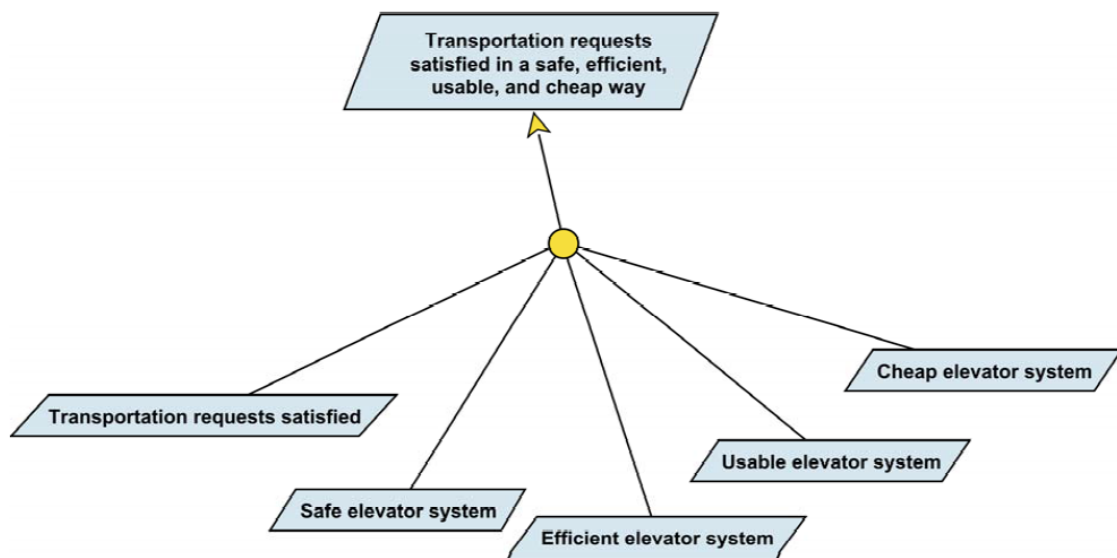 Transportation requests
satisfied in a safe, efficient,
usable, and cheap way
Cheap elevator system
Transportation requests satisfied
Usable elevator system
Safe elevator system
Efficient elevator system